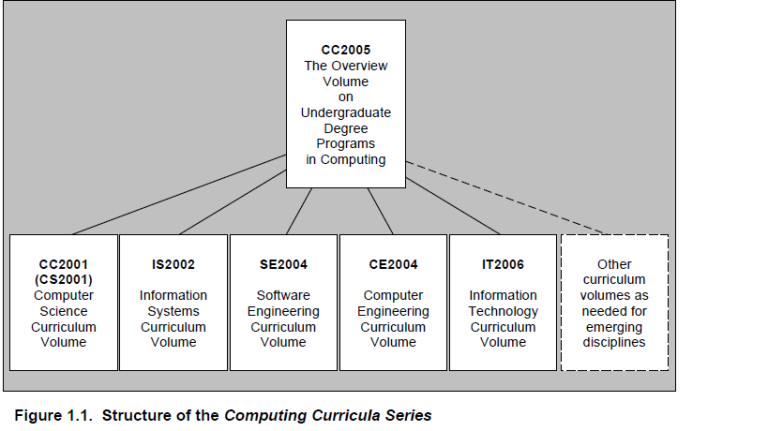 CC2005
The Overview
Volume
on
Undergraduate
Degree
Programs
in Computing
CC2001
(CS2001)
Computer
Science
Curriculum
Volume
IS2002
Information
Systems
Curriculum
Volume
SE2004
Software
Engineering
Curriculum
Volume
CE2004
Computer
Engineering
Curriculum
Volume
IT2006
Information
Technology
Curriculum
Volume
Other
curriculum
volumes as
needed for
emerging
disciplines
Figure 1.1. Structure of the Computing Curricula Series